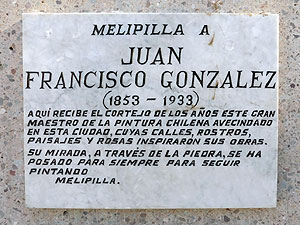 MELIPILLA A
JUAN
FRANCISCO GONZALEZ
(1853 - 1933)
AQUÍ RECIBE EL CORTEJO DE LOS AÑOS ESTE GRAN
MAESTRO DE LA PINTURA CHILENA AVECINDADO
EN ESTA CIUDAD, CUYAS CALLES, ROSTROS,
PAISAJES Y ROSAS INSPIRARON SUS OBRAS.
SU MIRADA, A TRAVÉS DE LA PIEDRA, SE HA
POSADO PARA SIEMPRE PARA SEGUIR
PINTANDO
MELIPILLA.